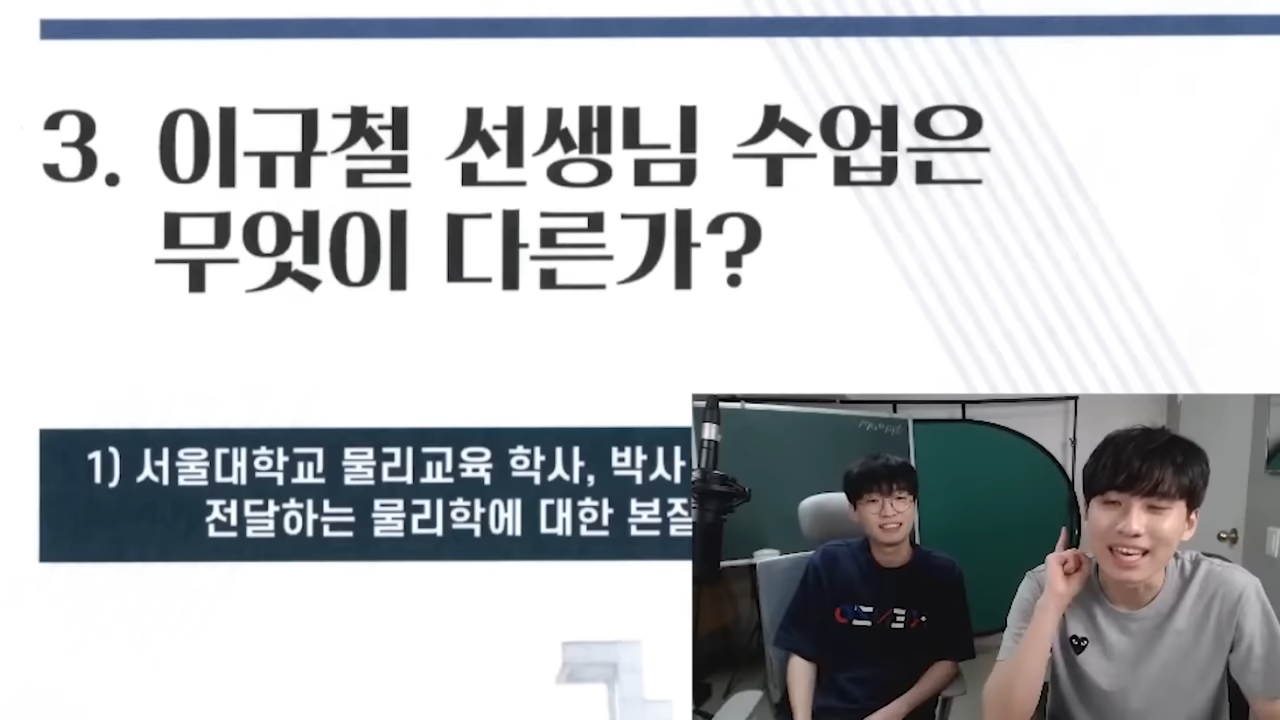 3. 이규철 선생님 수업은
무엇이 다른가?
1) 서울대학교 물리교육 학사, 박사
전달하는 물리학에 대한 본질